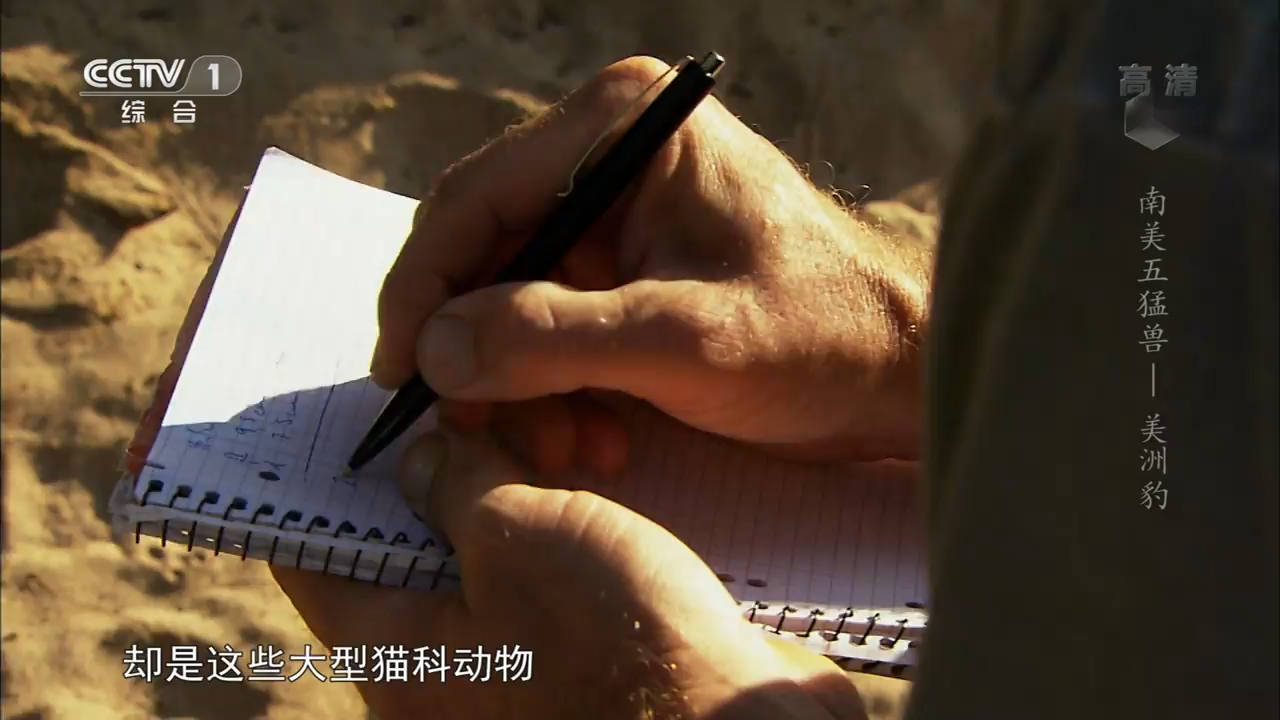 CCTV 1
综合
高清
南美五猛兽—美洲豹
却是这些大型猫科动物